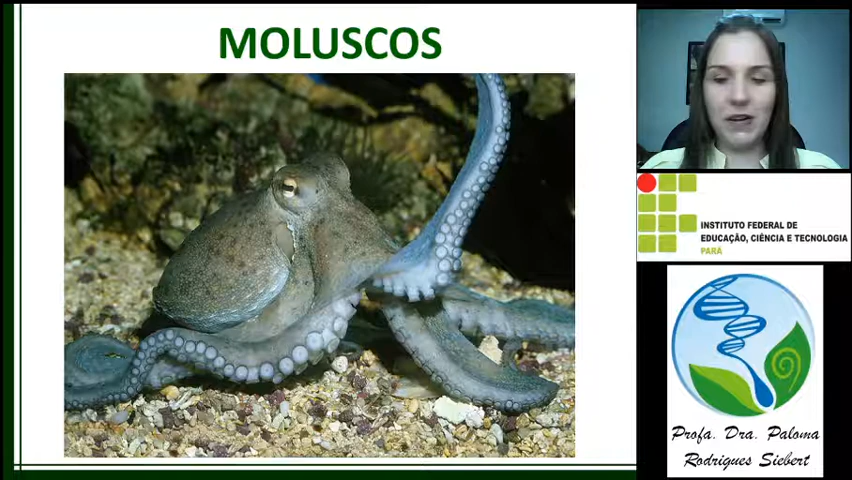 MOLUSCOS
INSTITUTO FEDERAL DE
EDUCAÇÃO, CIÊNCIA E TECNOLOGIA
PARÁ
Profa. Dra. Paloma
Rodrigues Siebert